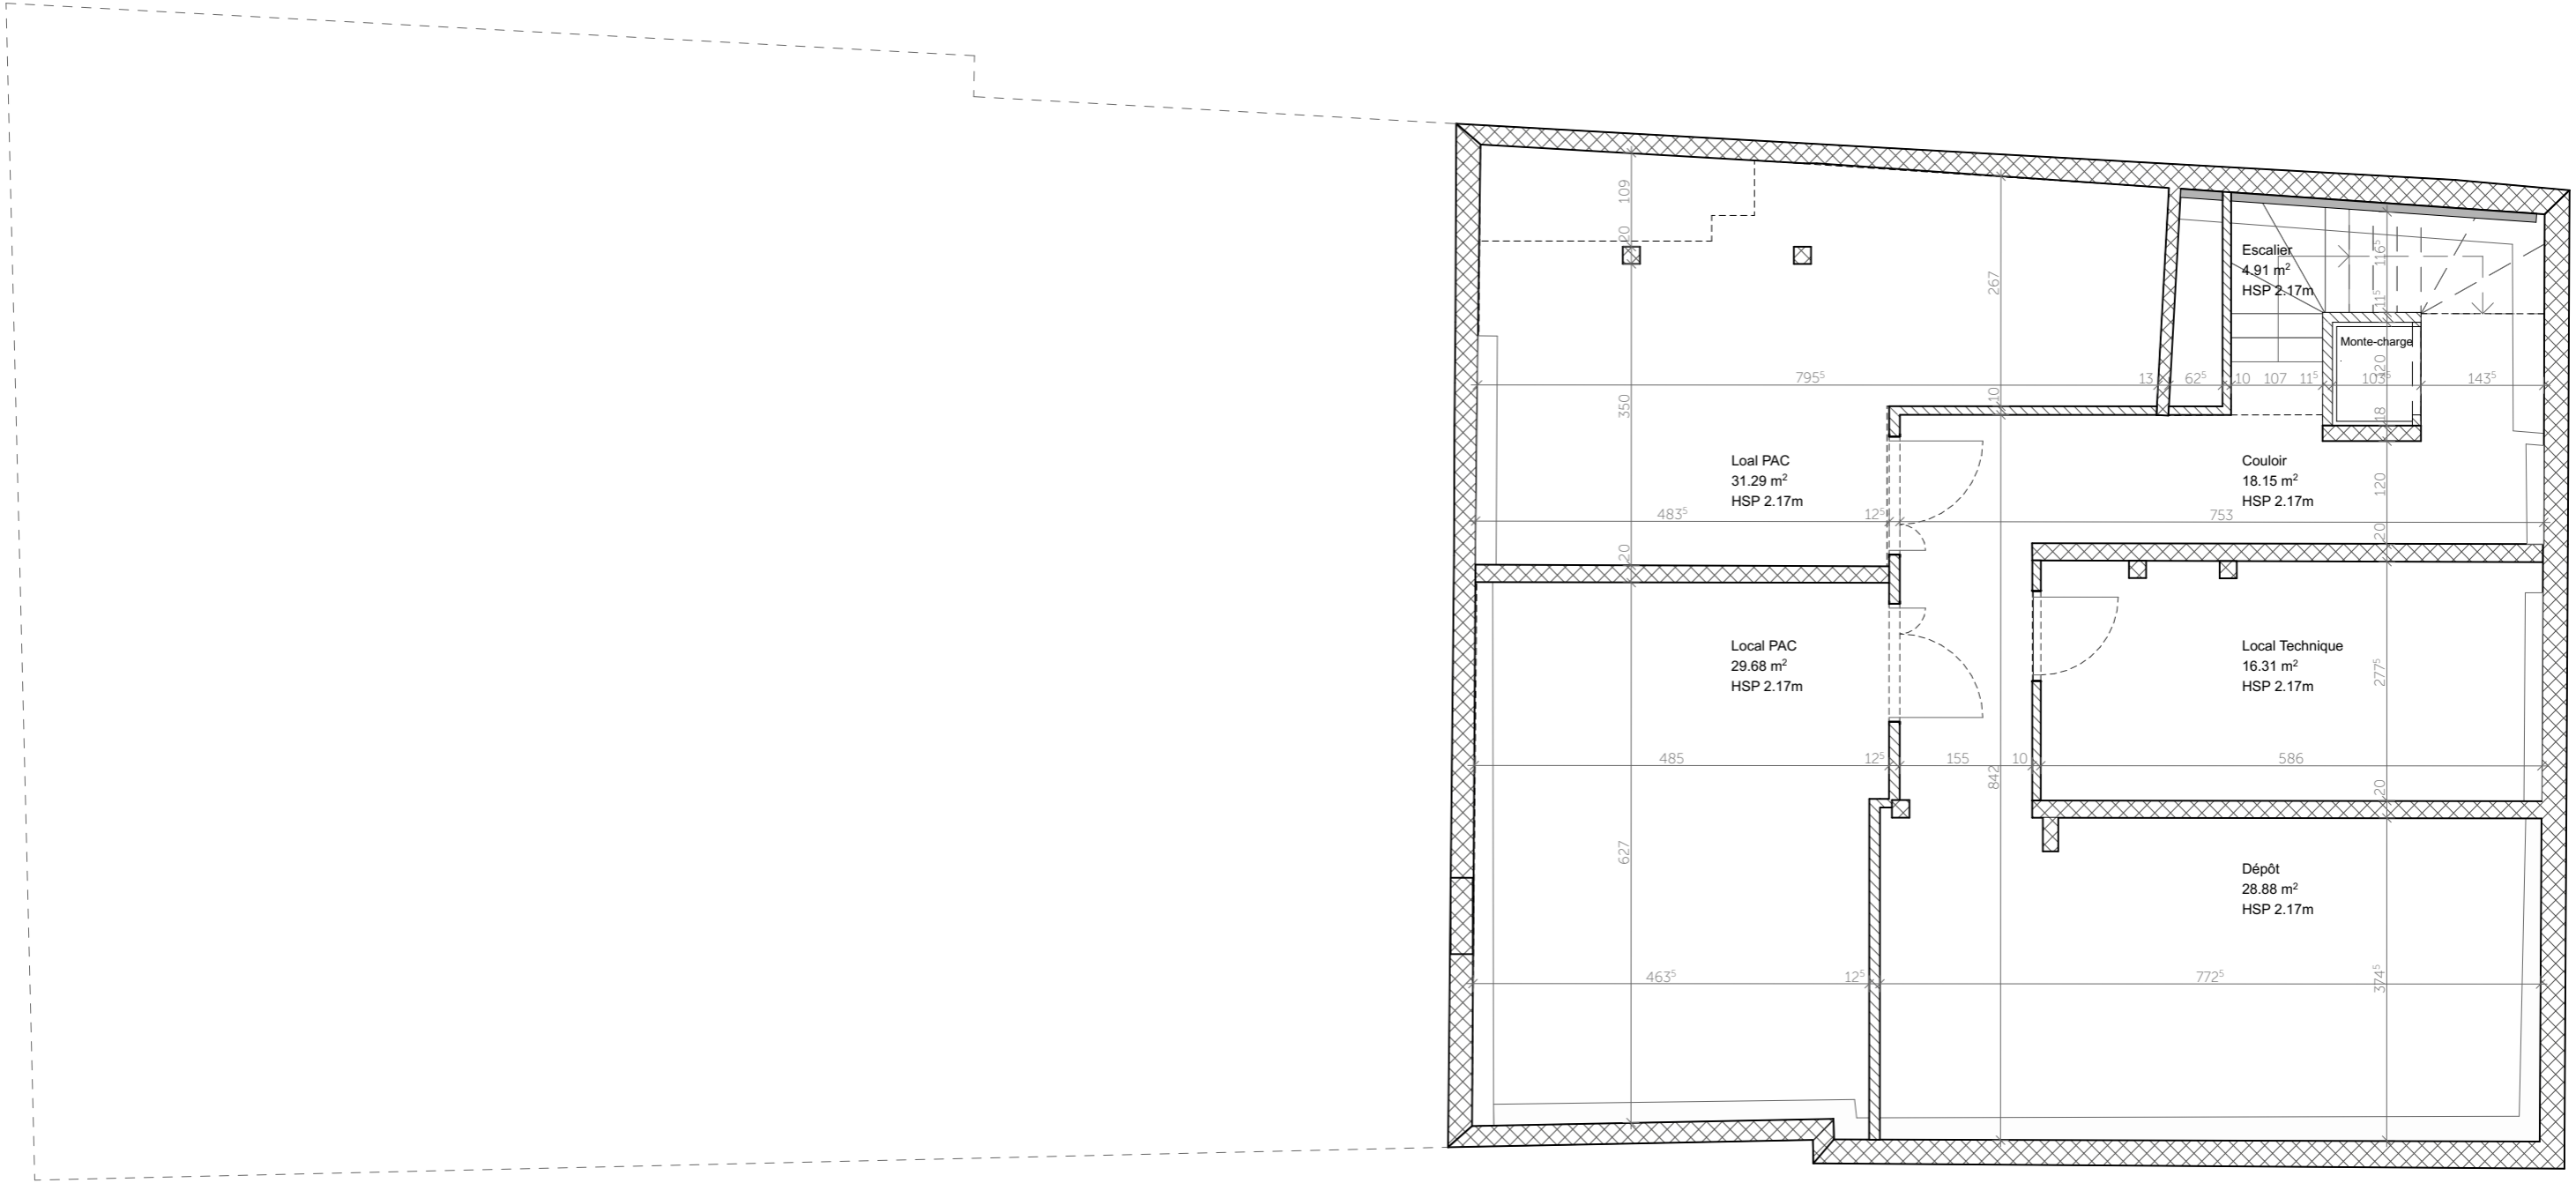 109
20
267
Escalier
4.91 m²
HSP 2.17m
116⁵
11⁵
Monte-charge
120
795⁵
13
62⁵
10
107
11⁵
103⁵
143⁵
350
10
18
Loal PAC
31.29 m²
HSP 2.17m
Couloir
18.15 m²
HSP 2.17m
120
483⁵
12⁵
753
20
20
Local PAC
29.68 m²
HSP 2.17m
Local Technique
16.31 m²
HSP 2.17m
277⁵
485
12⁵
155
10
586
842
20
627
Dépôt
28.88 m²
HSP 2.17m
463⁵
12⁵
772⁵
374⁵